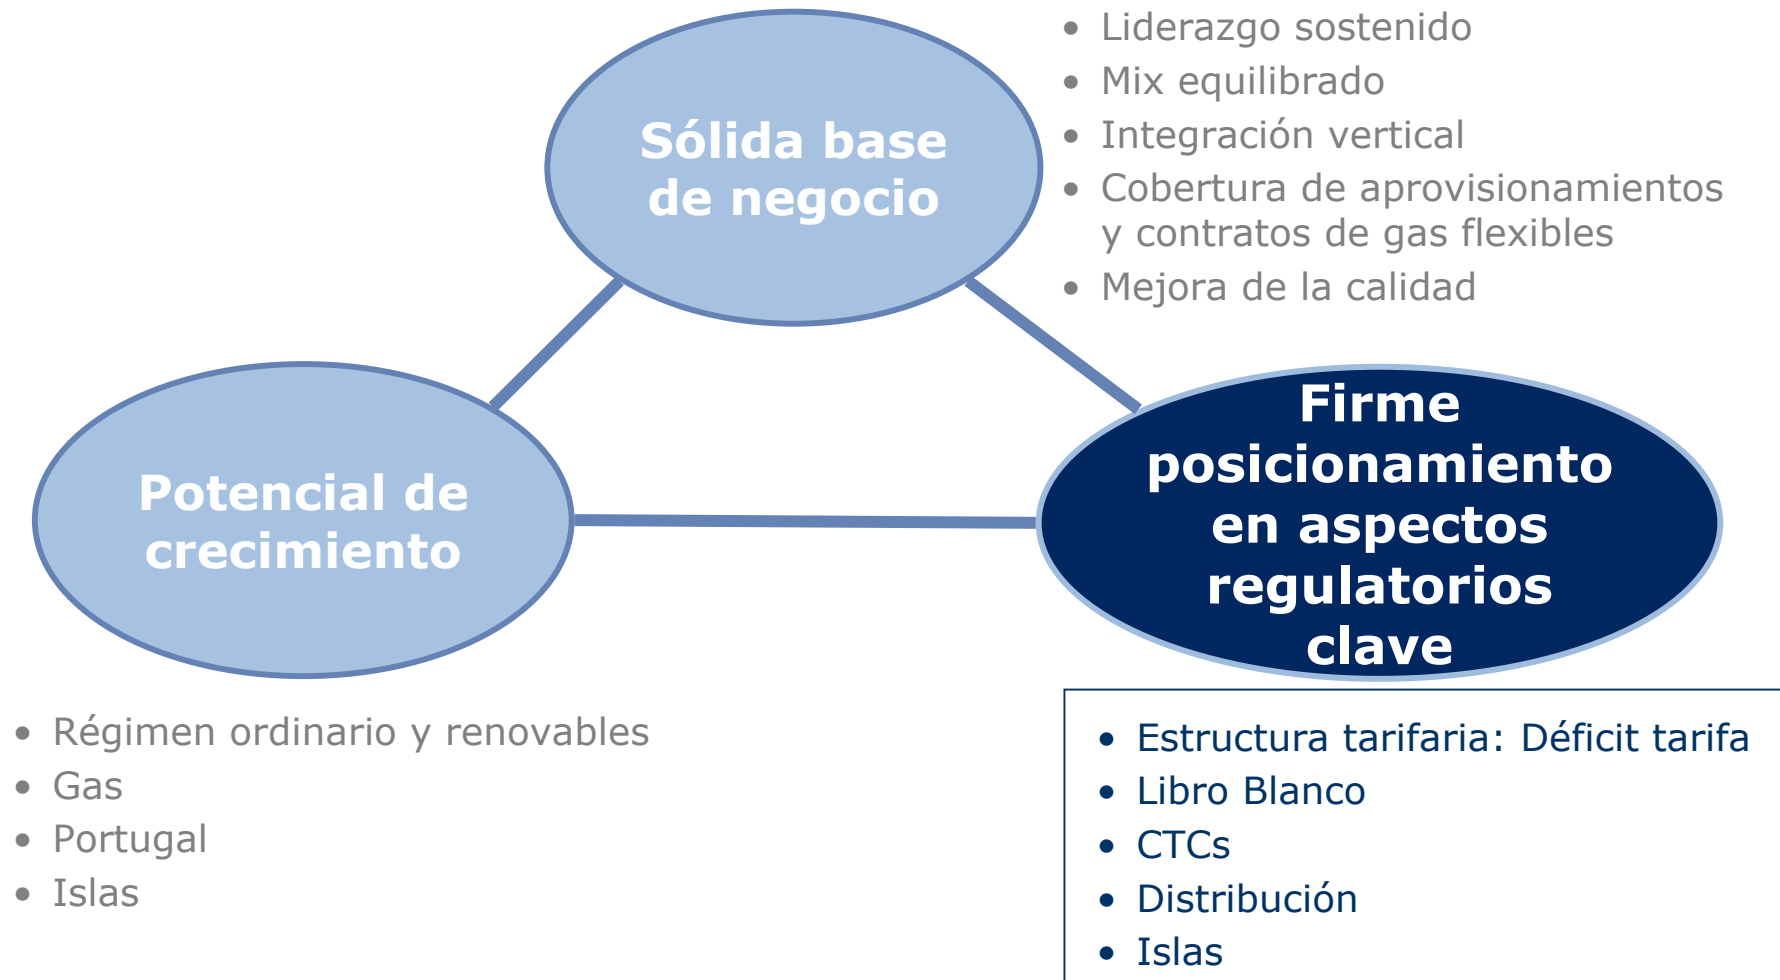 Sólida base
de negocio
• Liderazgo sostenido
• Mix equilibrado
• Integración vertical
• Cobertura de aprovisionamientos
y contratos de gas flexibles
• Mejora de la calidad
Potencial de
crecimiento
• Régimen ordinario y renovables
• Gas
• Portugal
• Islas
Firme
posicionamiento
en aspectos
regulatorios
clave
• Estructura tarifaria: Déficit tarifa
• Libro Blanco
• CTCs
• Distribución
• Islas